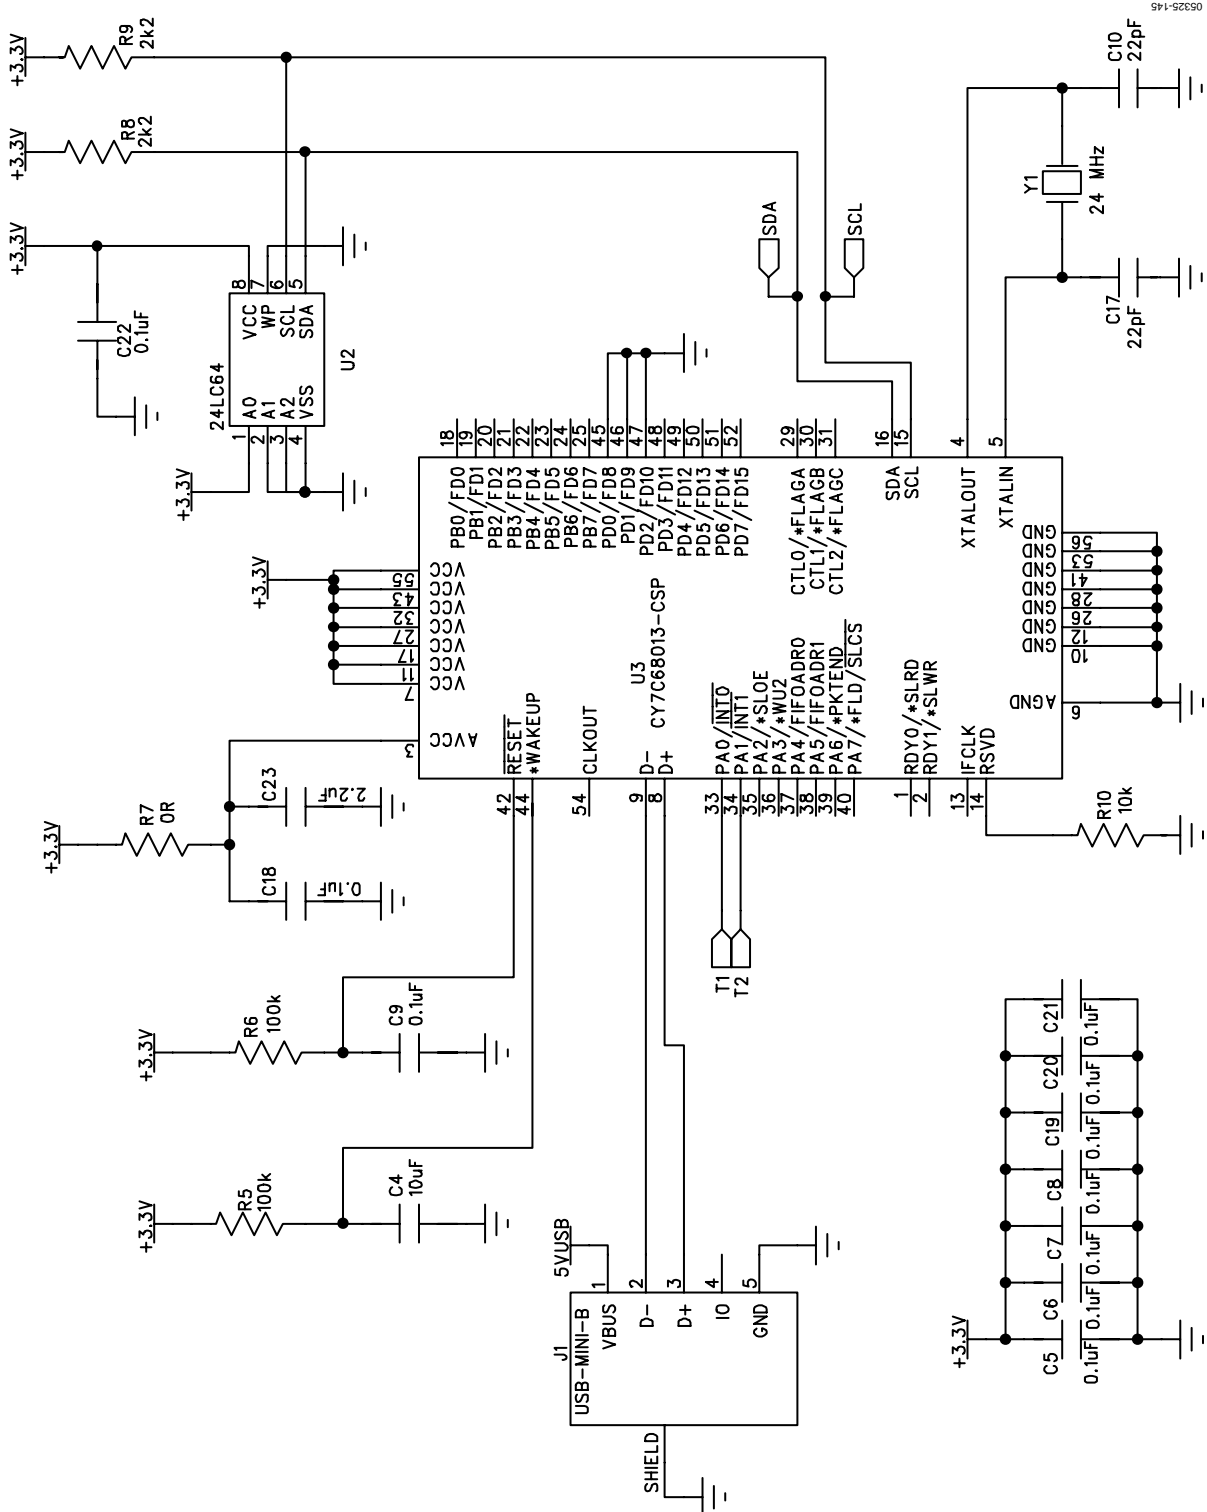 05325-145
+3.3V
R9
2k2
+3.3V
R8
2k2
+3.3V
C22
0.1uF
C10
22pF
Y1
24 MHz
C17
22pF
SDA
SCL
24LC64
U2
A0
A1
A2
VSS
VCC
WP
SCL
SDA
1
2
3
4
8
7
6
5
+3.3V
+3.3V
U3
CY7C68013-CSP
18
19
20
21
22
23
24
25
45
46
47
48
49
50
51
52
29
30
31
16
15
4
5
PB0/FD0
PB1/FD1
PB2/FD2
PB3/FD3
PB4/FD4
PB5/FD5
PB6/FD6
PB7/FD7
PD0/FD8
PD1/FD9
PD2/FD10
PD3/FD11
PD4/FD12
PD5/FD13
PD6/FD14
PD7/FD15
CTL0/*FLAGA
CTL1/*FLAGB
CTL2/*FLAGC
SDA
SCL
XTALOUT
XTALIN
VCC
VCC
VCC
VCC
VCC
VCC
VCC
AVCC
55
43
32
27
17
11
7
3
GND
GND
GND
GND
GND
GND
GND
AGND
56
53
41
28
26
12
10
6
RESET
*WAKEUP
CLKOUT
D-
D+
PA0/INT0
PA1/INT1
PA2/*SLOE
PA3/*WU2
PA4/FIFOADR0
PA5/FIFOADR1
PA6/*PKTEND
PA7/*FLD/SLCS
RDY0/*SLRD
RDY1/*SLWR
IFCLK
RSVD
42
44
54
9
8
33
34
35
36
37
38
39
40
1
2
13
14
+3.3V
R7
0R
C23
2.2uF
C18
0.1uF
R10
10k
T1
T2
+3.3V
R6
100k
C9
0.1uF
+3.3V
R5
100k
C4
10uF
5VUSB
J1
USB-MINI-B
VBUS
D-
D+
IO
GND
1
2
3
4
5
SHIELD
+3.3V
C5
0.1uF
C6
0.1uF
C7
0.1uF
C8
0.1uF
C19
0.1uF
C20
0.1uF
C21
0.1uF